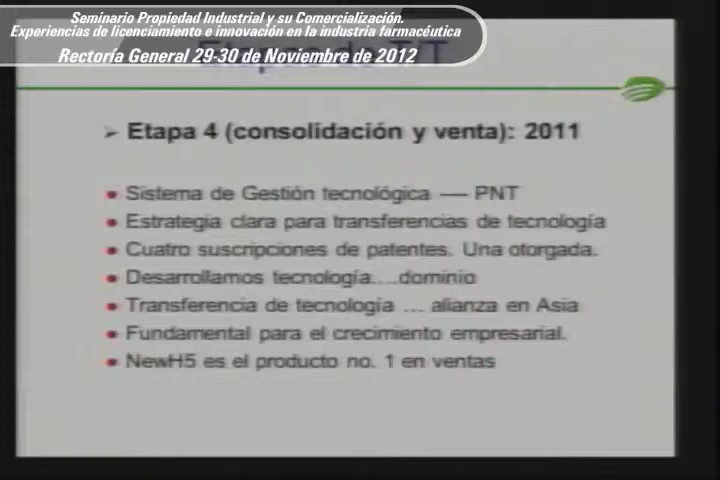 Seminario Propiedad Industrial y su Comercialización.
Experiencias de licenciamiento e innovación en la industria farmacéutica
Rectoría General 29-30 de Noviembre de 2012
Etapas de T/T
➢ Etapa 4 (consolidación y venta): 2011
• Sistema de Gestión tecnológica –– PNT
• Estrategia clara para transferencias de tecnología
• Cuatro suscripciones de patentes. Una otorgada.
• Desarrollamos tecnología....dominio
• Transferencia de tecnología ... alianza en Asia
• Fundamental para el crecimiento empresarial.
• NewH5 es el producto no. 1 en ventas